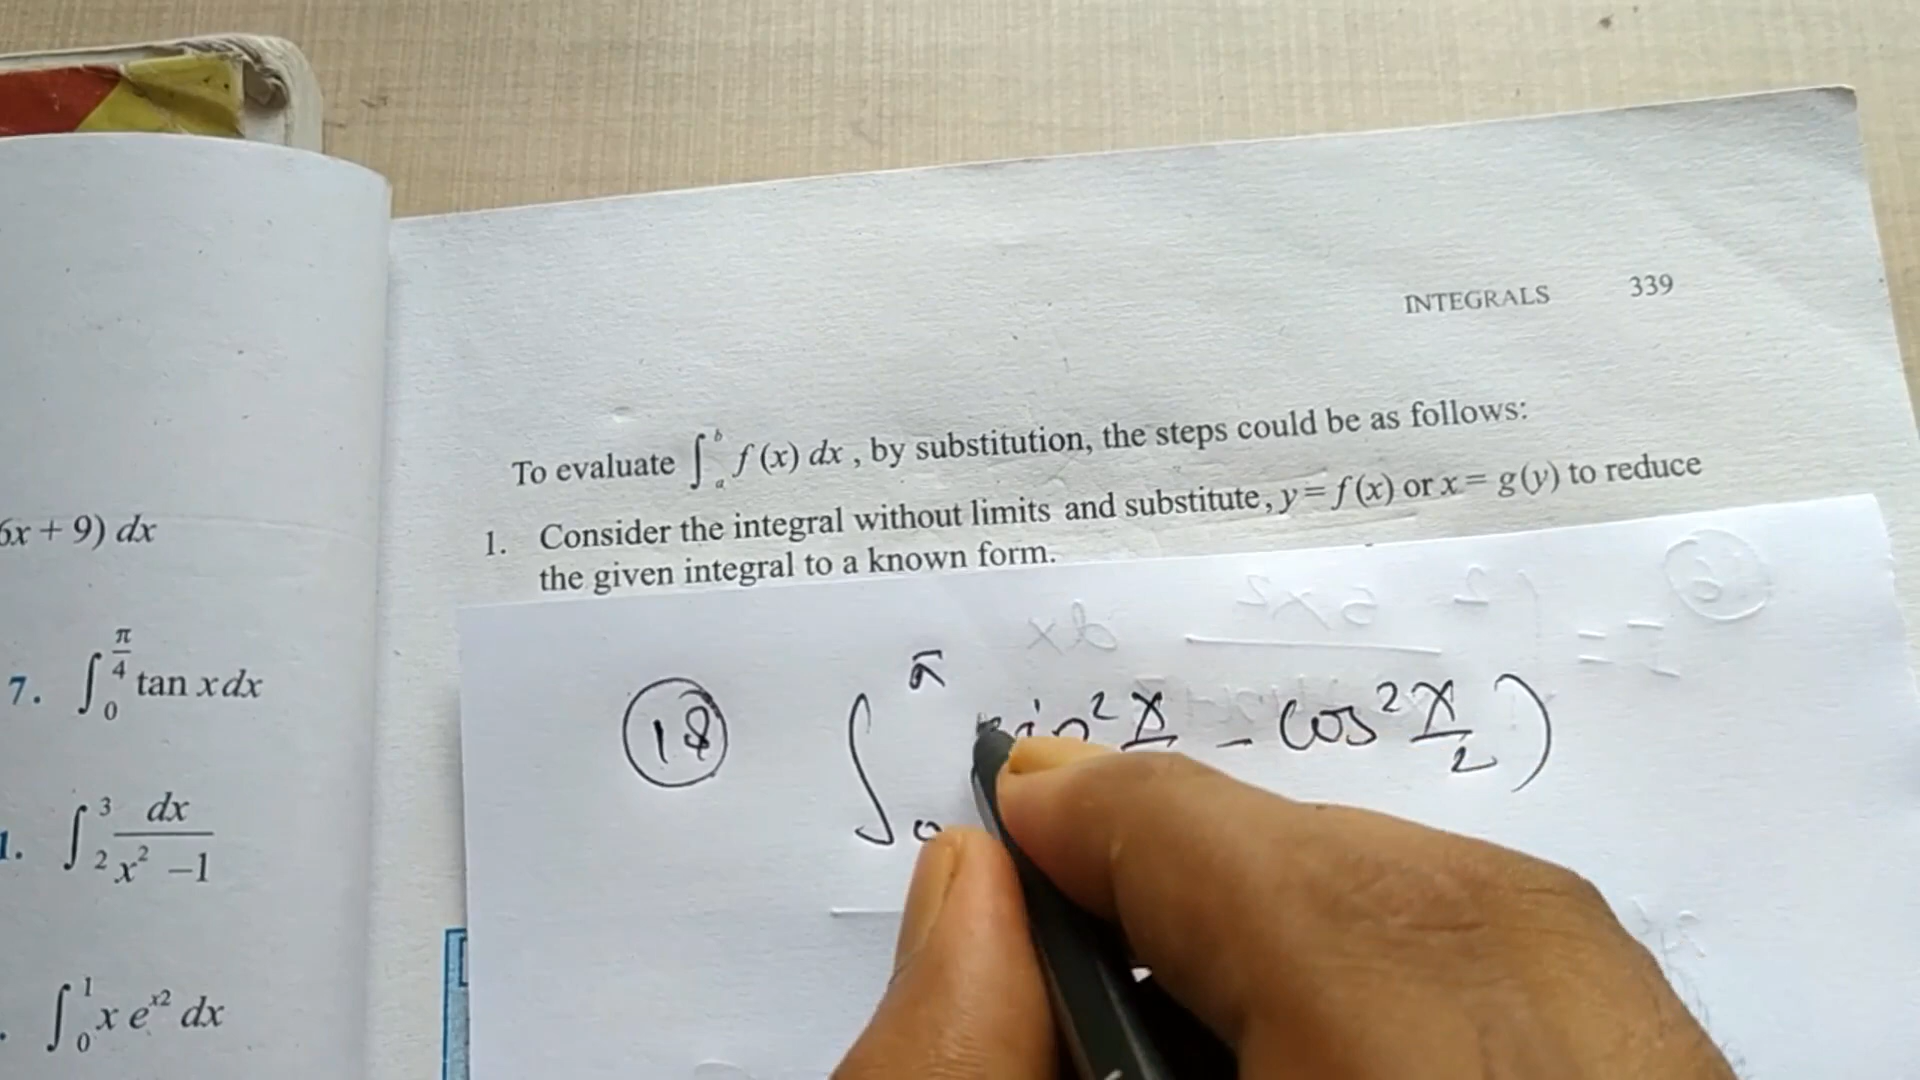 INTEGRALS 339
To evaluate ∫ₐᵇ f (x) dx , by substitution, the steps could be as follows:
1. Consider the integral without limits and substitute, y = f (x) or x = g(y) to reduce
the given integral to a known form.
6x + 9) dx
7. ∫₀^(π/4) tan x dx
1. ∫₂³ dx / (x² – 1)
∫₀¹ x e^(x2) dx
(18) ∫₀^π x/ – cos² x/2 )